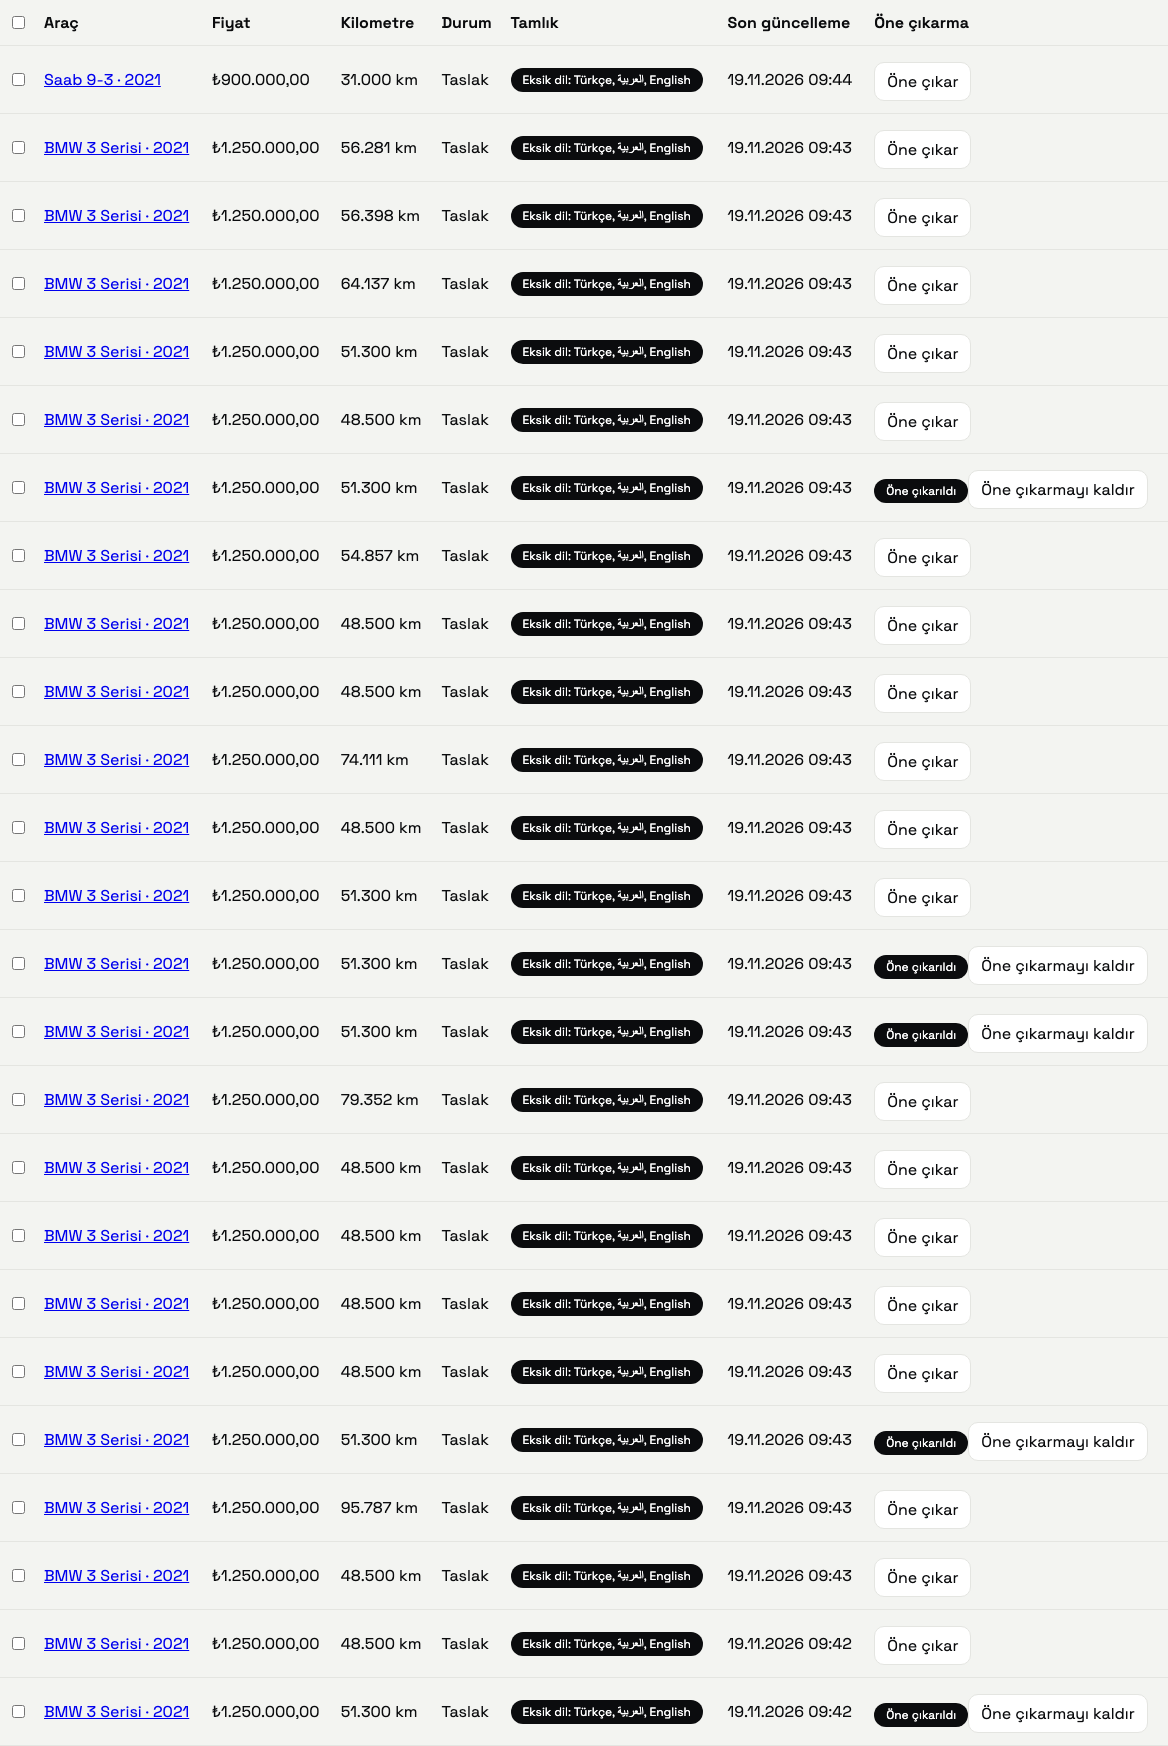 Araç Fiyat Kilometre Durum Tamlık Son güncelleme Öne çıkarma
Saab 9-3 · 2021 ₺900.000,00 31.000 km Taslak Eksik dil: Türkçe, العربية, English 19.11.2026 09:44 Öne çıkar
BMW 3 Serisi · 2021 ₺1.250.000,00 56.281 km Taslak Eksik dil: Türkçe, العربية, English 19.11.2026 09:43 Öne çıkar
BMW 3 Serisi · 2021 ₺1.250.000,00 56.398 km Taslak Eksik dil: Türkçe, العربية, English 19.11.2026 09:43 Öne çıkar
BMW 3 Serisi · 2021 ₺1.250.000,00 64.137 km Taslak Eksik dil: Türkçe, العربية, English 19.11.2026 09:43 Öne çıkar
BMW 3 Serisi · 2021 ₺1.250.000,00 51.300 km Taslak Eksik dil: Türkçe, العربية, English 19.11.2026 09:43 Öne çıkar
BMW 3 Serisi · 2021 ₺1.250.000,00 48.500 km Taslak Eksik dil: Türkçe, العربية, English 19.11.2026 09:43 Öne çıkar
BMW 3 Serisi · 2021 ₺1.250.000,00 51.300 km Taslak Eksik dil: Türkçe, العربية, English 19.11.2026 09:43 Öne çıkarıldı Öne çıkarmayı kaldır
BMW 3 Serisi · 2021 ₺1.250.000,00 54.857 km Taslak Eksik dil: Türkçe, العربية, English 19.11.2026 09:43 Öne çıkar
BMW 3 Serisi · 2021 ₺1.250.000,00 48.500 km Taslak Eksik dil: Türkçe, العربية, English 19.11.2026 09:43 Öne çıkar
BMW 3 Serisi · 2021 ₺1.250.000,00 48.500 km Taslak Eksik dil: Türkçe, العربية, English 19.11.2026 09:43 Öne çıkar
BMW 3 Serisi · 2021 ₺1.250.000,00 74.111 km Taslak Eksik dil: Türkçe, العربية, English 19.11.2026 09:43 Öne çıkar
BMW 3 Serisi · 2021 ₺1.250.000,00 48.500 km Taslak Eksik dil: Türkçe, العربية, English 19.11.2026 09:43 Öne çıkar
BMW 3 Serisi · 2021 ₺1.250.000,00 51.300 km Taslak Eksik dil: Türkçe, العربية, English 19.11.2026 09:43 Öne çıkar
BMW 3 Serisi · 2021 ₺1.250.000,00 51.300 km Taslak Eksik dil: Türkçe, العربية, English 19.11.2026 09:43 Öne çıkarıldı Öne çıkarmayı kaldır
BMW 3 Serisi · 2021 ₺1.250.000,00 51.300 km Taslak Eksik dil: Türkçe, العربية, English 19.11.2026 09:43 Öne çıkarıldı Öne çıkarmayı kaldır
BMW 3 Serisi · 2021 ₺1.250.000,00 79.352 km Taslak Eksik dil: Türkçe, العربية, English 19.11.2026 09:43 Öne çıkar
BMW 3 Serisi · 2021 ₺1.250.000,00 48.500 km Taslak Eksik dil: Türkçe, العربية, English 19.11.2026 09:43 Öne çıkar
BMW 3 Serisi · 2021 ₺1.250.000,00 48.500 km Taslak Eksik dil: Türkçe, العربية, English 19.11.2026 09:43 Öne çıkar
BMW 3 Serisi · 2021 ₺1.250.000,00 48.500 km Taslak Eksik dil: Türkçe, العربية, English 19.11.2026 09:43 Öne çıkar
BMW 3 Serisi · 2021 ₺1.250.000,00 48.500 km Taslak Eksik dil: Türkçe, العربية, English 19.11.2026 09:43 Öne çıkar
BMW 3 Serisi · 2021 ₺1.250.000,00 51.300 km Taslak Eksik dil: Türkçe, العربية, English 19.11.2026 09:43 Öne çıkarıldı Öne çıkarmayı kaldır
BMW 3 Serisi · 2021 ₺1.250.000,00 95.787 km Taslak Eksik dil: Türkçe, العربية, English 19.11.2026 09:43 Öne çıkar
BMW 3 Serisi · 2021 ₺1.250.000,00 48.500 km Taslak Eksik dil: Türkçe, العربية, English 19.11.2026 09:43 Öne çıkar
BMW 3 Serisi · 2021 ₺1.250.000,00 48.500 km Taslak Eksik dil: Türkçe, العربية, English 19.11.2026 09:42 Öne çıkar
BMW 3 Serisi · 2021 ₺1.250.000,00 51.300 km Taslak Eksik dil: Türkçe, العربية, English 19.11.2026 09:42 Öne çıkarıldı Öne çıkarmayı kaldır